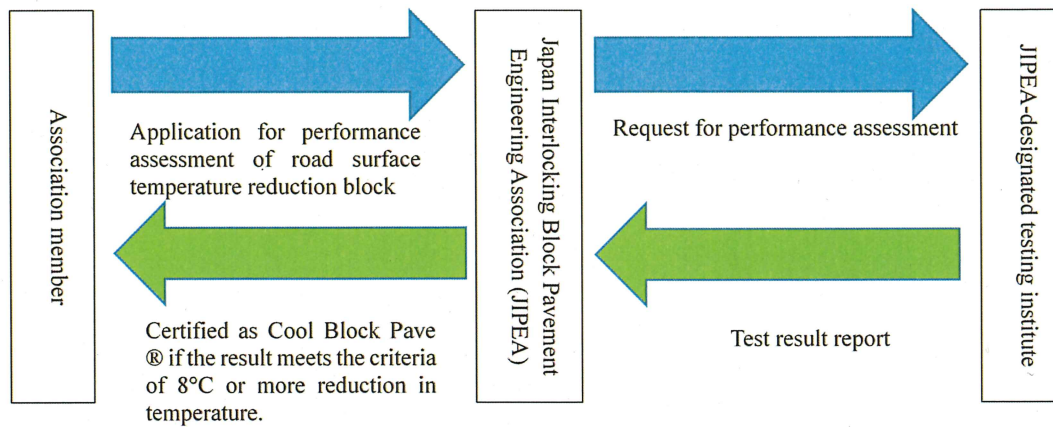 Association member
Application for performance
assessment of road surface
temperature reduction block
Certified as Cool Block Pave
® if the result meets the criteria
of 8°C or more reduction in
temperature.
Japan Interlocking Block Pavement
Engineering Association (JIPEA)
Request for performance assessment
Test result report
JIPEA-designated testing institute